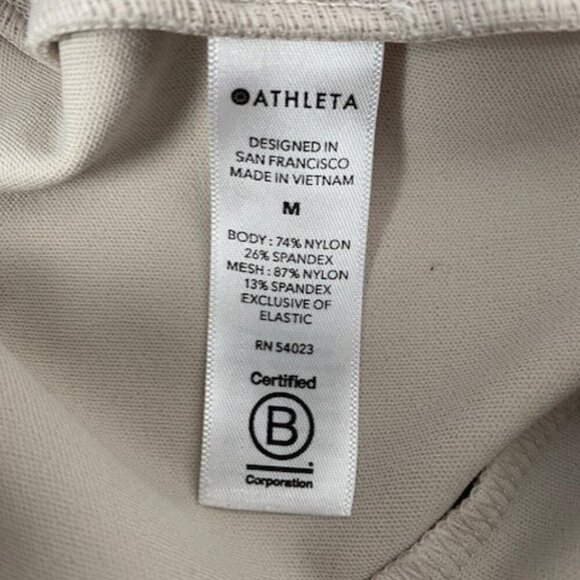 ATHLETA
DESIGNED IN
SAN FRANCISCO
MADE IN VIETNAM
M
BODY : 74% NYLON
26% SPANDEX
MESH : 87% NYLON
13% SPANDEX
EXCLUSIVE OF
ELASTIC
RN 54023
Certified
B
Corporation